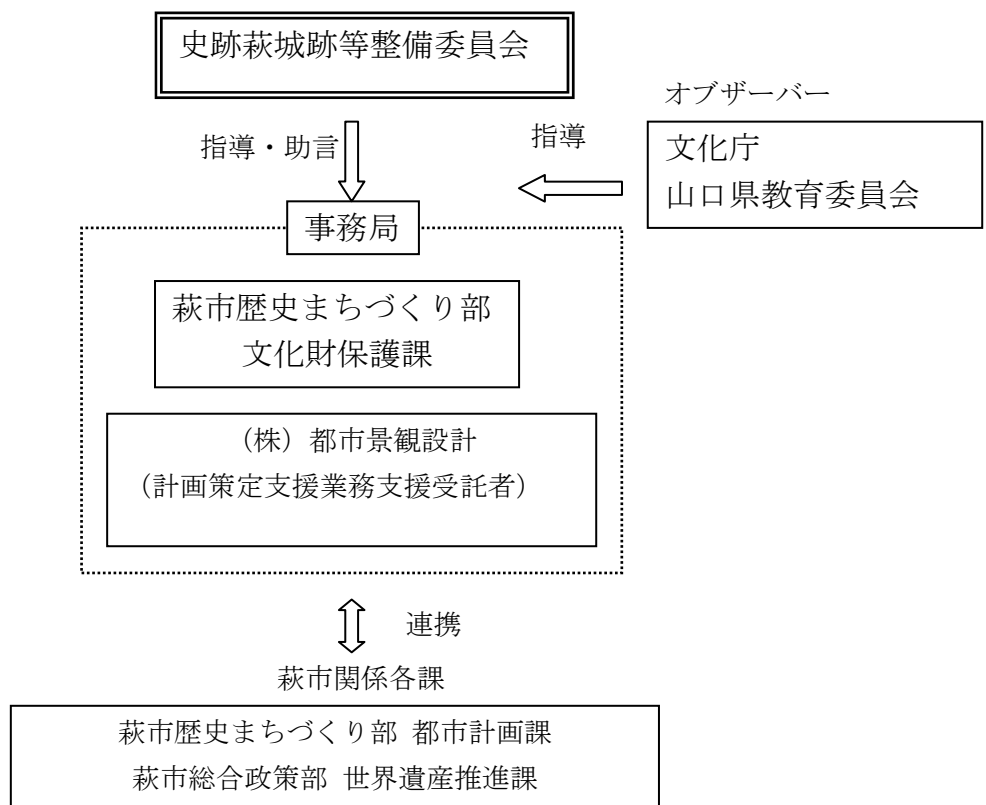 史跡萩城跡等整備委員会
オブザーバー
指導・助言
指導
文化庁
山口県教育委員会
事務局
萩市歴史まちづくり部
文化財保護課
(株)都市景観設計
(計画策定支援業務支援受託者)
連携
萩市関係各課
萩市歴史まちづくり部 都市計画課
萩市総合政策部 世界遺産推進課